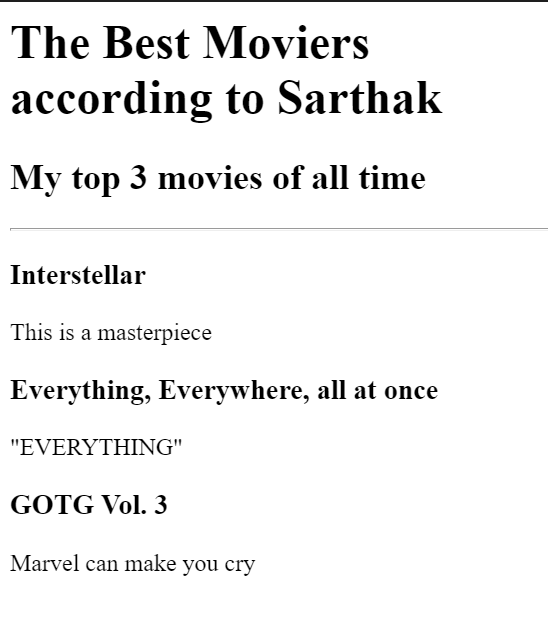 The Best Moviers
according to Sarthak
My top 3 movies of all time
Interstellar
This is a masterpiece
Everything, Everywhere, all at once
"EVERYTHING"
GOTG Vol. 3
Marvel can make you cry